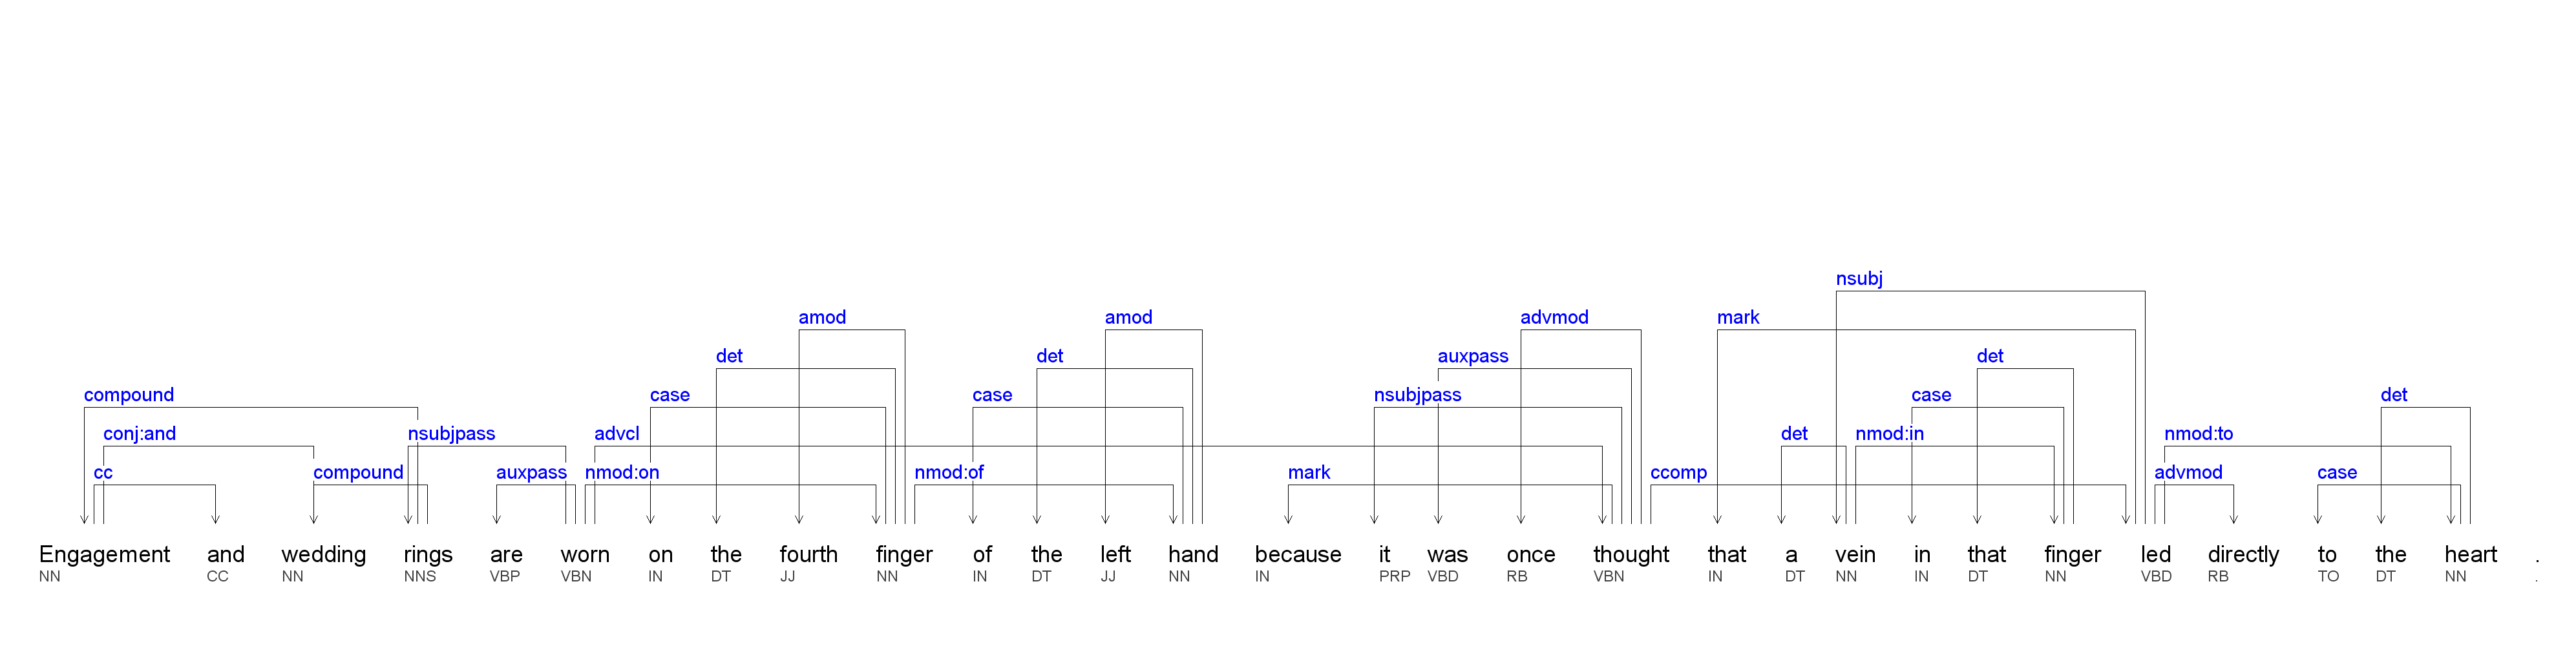 nsubj
amod amod advmod mark
det det auxpass det
compound case case nsubjpass case det
conj:and nsubjpass advcl det nmod:in nmod:to
cc compound auxpass nmod:on nmod:of mark ccomp advmod case
Engagement and wedding rings are worn on the fourth finger of the left hand because it was once thought that a vein in that finger led directly to the heart .
NN CC NN NNS VBP VBN IN DT JJ NN IN DT JJ NN IN PRP VBD RB VBN IN DT NN IN DT NN VBD RB TO DT NN .